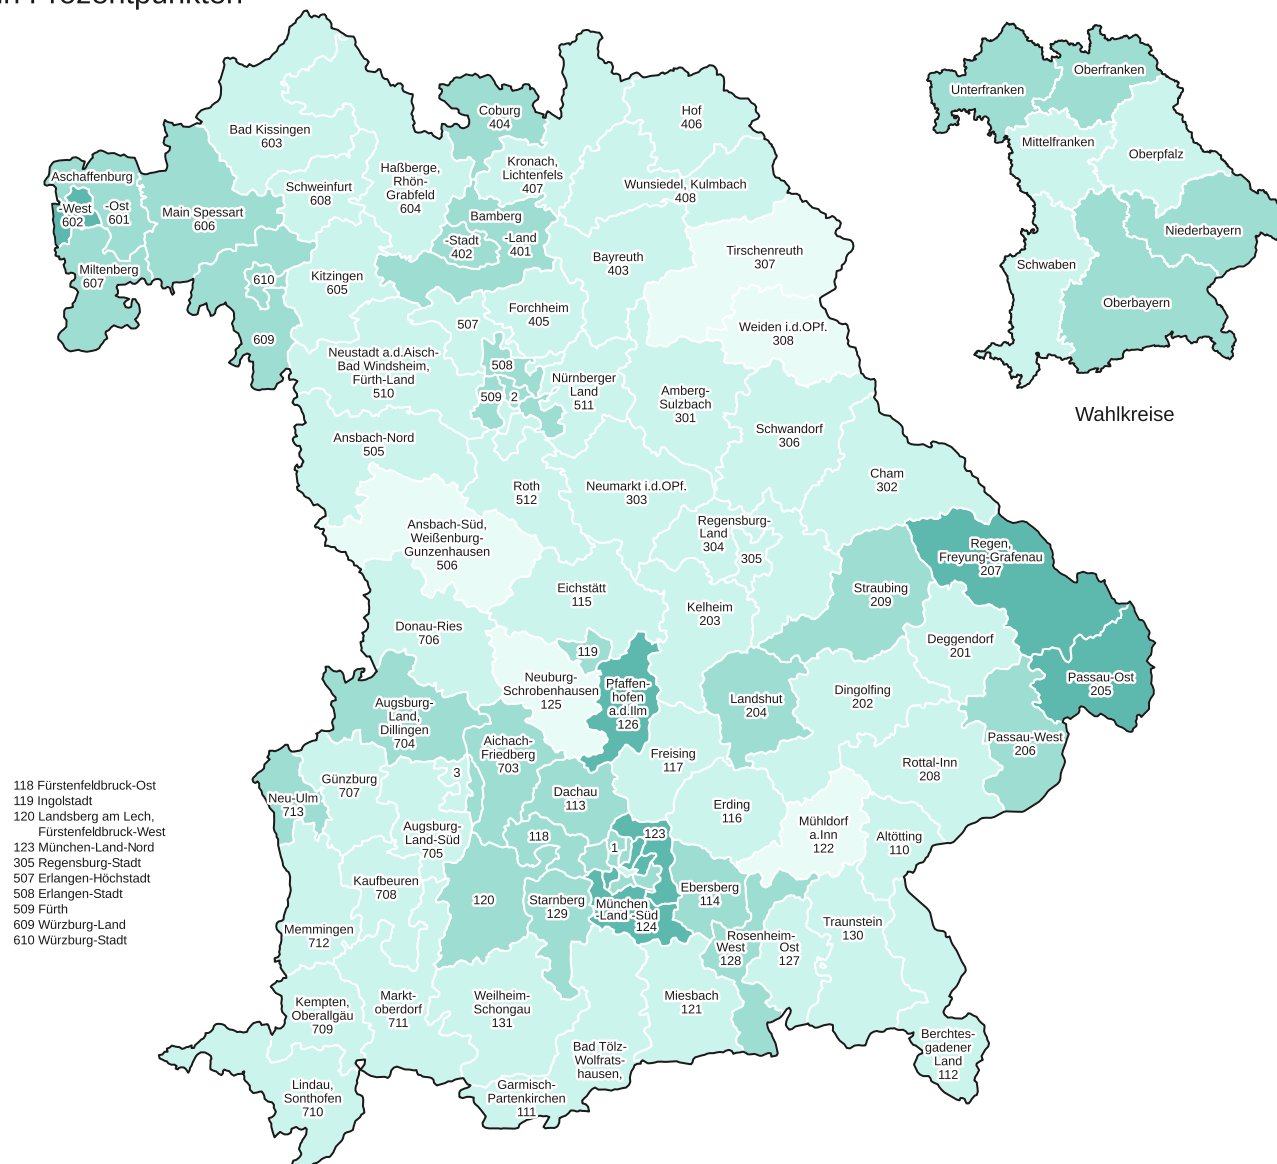 in Prozentpunkten
Bad Kissingen
603
Coburg
404
Hof
406
Aschaffenburg
-West
602
-Ost
601
Main Spessart
606
Schweinfurt
608
Haßberge,
Rhön-
Grabfeld
604
Kronach,
Lichtenfels
407
Wunsiedel, Kulmbach
408
Bamberg
-Stadt
402
-Land
401
Bayreuth
403
Tirschenreuth
307
Miltenberg
607
610
Kitzingen
605
609
507
Forchheim
405
Weiden i.d.OPf.
308
Neustadt a.d.Aisch-
Bad Windsheim,
Fürth-Land
510
508
509
2
Nürnberger
Land
511
Amberg-
Sulzbach
301
Schwandorf
306
Ansbach-Nord
505
Cham
302
Roth
512
Neumarkt i.d.OPf.
303
Regensburg-
Land
304
305
Ansbach-Süd,
Weißenburg-
Gunzenhausen
506
Regen,
Freyung-Grafenau
207
Eichstätt
115
Kelheim
203
Straubing
209
Donau-Ries
706
Deggendorf
201
119
Neuburg-
Schrobenhausen
125
Pfaffen-
hofen
a.d.Ilm
126
Landshut
204
Dingolfing
202
Passau-Ost
205
Augsburg-
Land,
Dillingen
704
Aichach-
Friedberg
703
Freising
117
Passau-West
206
Rottal-Inn
208
Günzburg
707
3
Neu-Ulm
713
Dachau
113
Erding
116
Mühldorf
a.Inn
122
Altötting
110
Augsburg-
Land-Süd
705
118
1
123
Kaufbeuren
708
120
Starnberg
129
München
-Land -Süd
124
Ebersberg
114
Memmingen
712
Rosenheim-
West
128
Ost
127
Traunstein
130
Kempten,
Oberallgäu
709
Markt-
oberdorf
711
Weilheim-
Schongau
131
Miesbach
121
Bad Tölz-
Wolfrats-
hausen,
Garmisch-
Partenkirchen
111
Berchtes-
gadener
Land
112
Lindau,
Sonthofen
710
118 Fürstenfeldbruck-Ost
119 Ingolstadt
120 Landsberg am Lech,
Fürstenfeldbruck-West
123 München-Land-Nord
305 Regensburg-Stadt
507 Erlangen-Höchstadt
508 Erlangen-Stadt
509 Fürth
609 Würzburg-Land
610 Würzburg-Stadt
Unterfranken
Oberfranken
Mittelfranken
Oberpfalz
Niederbayern
Schwaben
Oberbayern
Wahlkreise